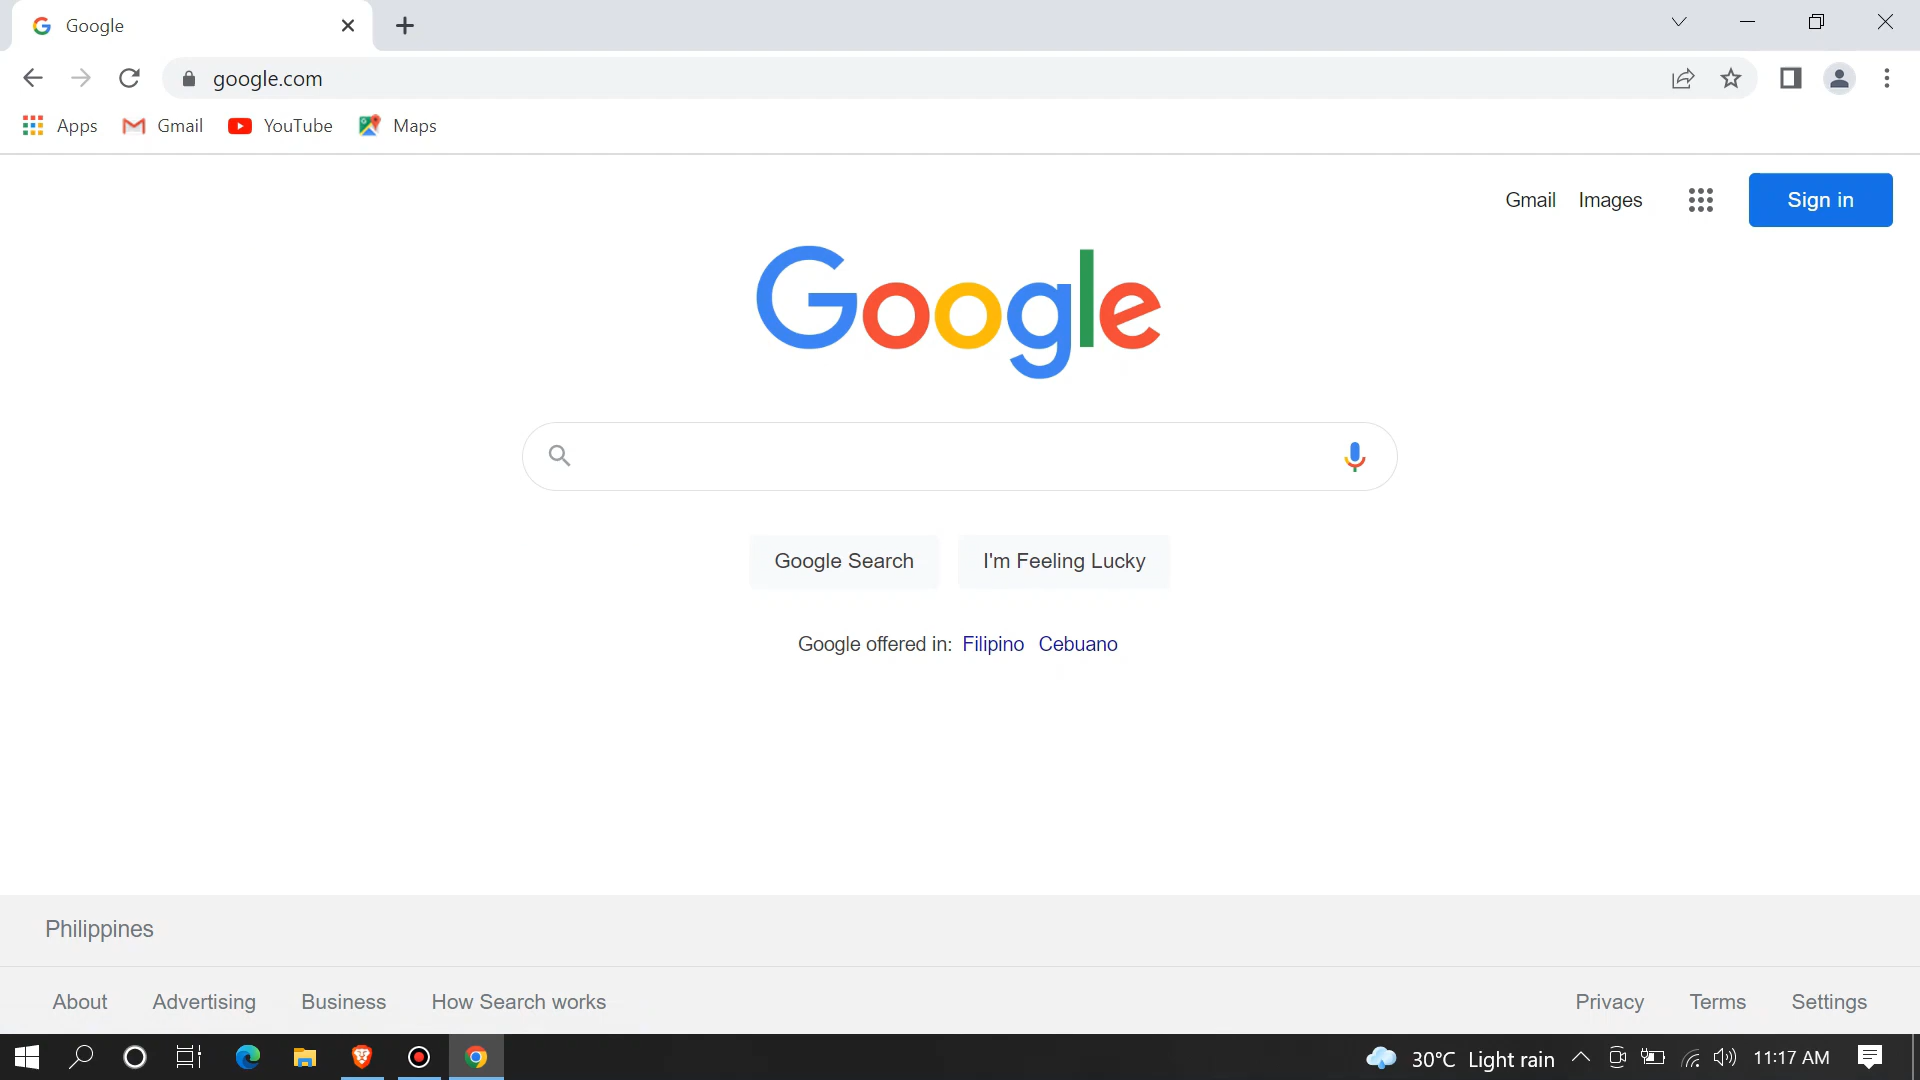 Google
google.com
Apps Gmail YouTube Maps
Gmail Images Sign in
Google
Google Search I'm Feeling Lucky
Google offered in: Filipino Cebuano
Philippines
About Advertising Business How Search works Privacy Terms Settings
30°C Light rain 11:17 AM